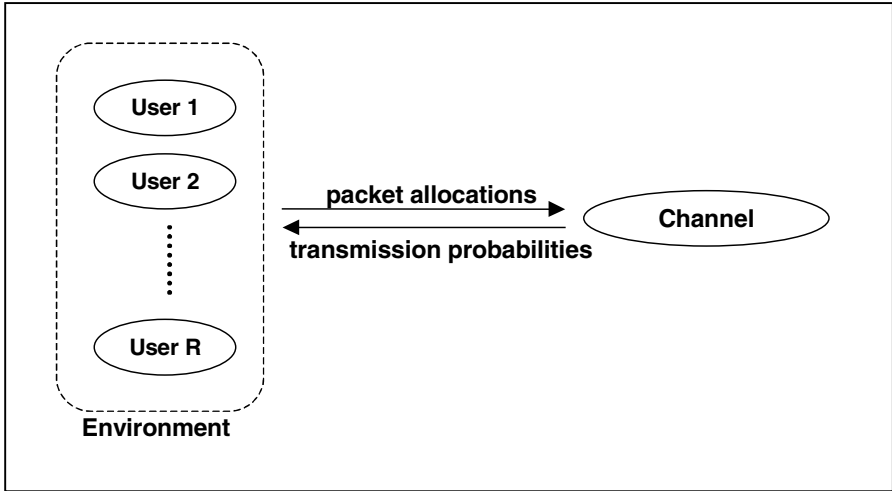 User 1
User 2
User R
Environment
packet allocations
transmission probabilities
Channel